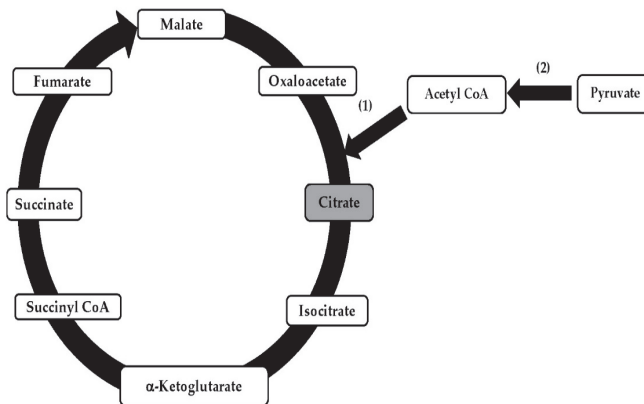 Malate
Fumarate
Oxaloacetate
(1)
(2)
Acetyl CoA
Pyruvate
Succinate
Citrate
Succinyl CoA
Isocitrate
α-Ketoglutarate